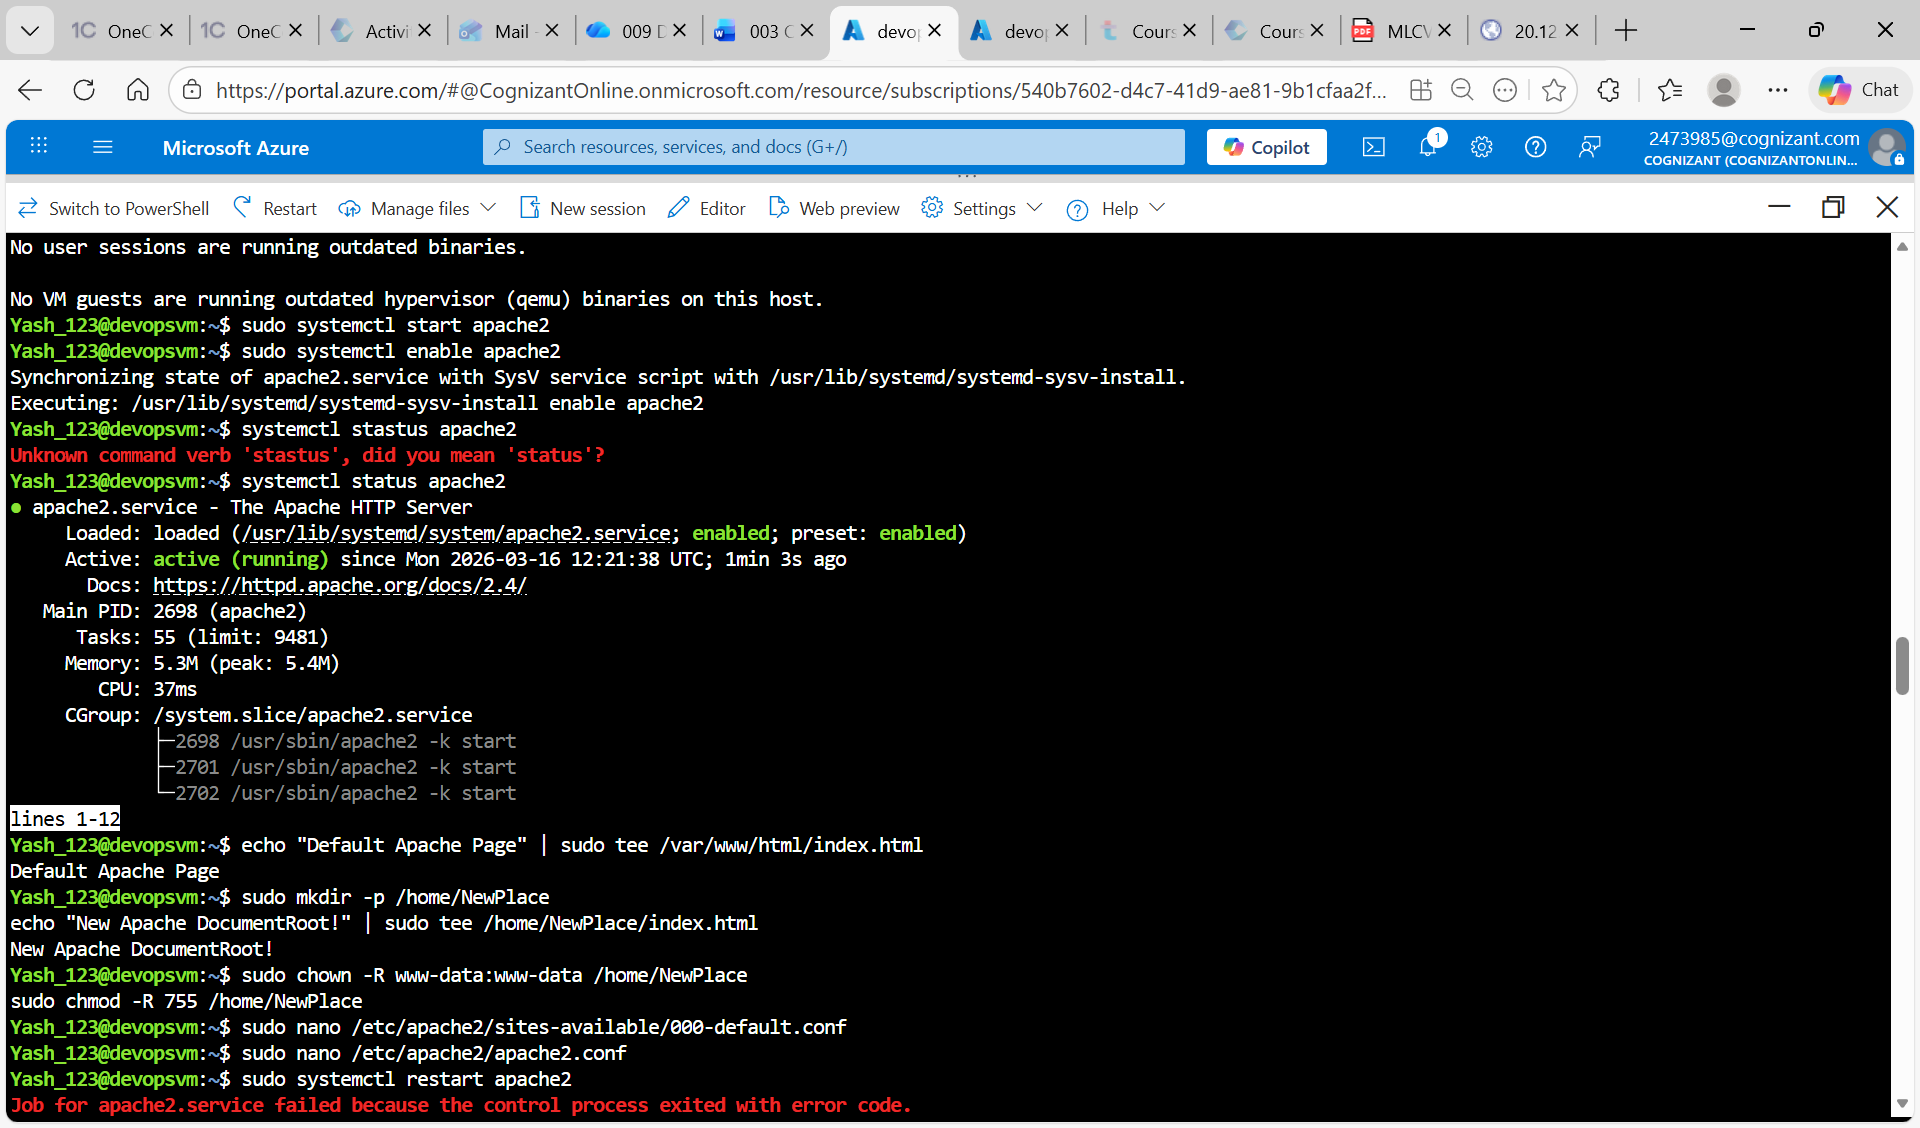 OneC
OneC
Activi
Mail -
009 D
003 C
devop
devop
Cours
Cours
PDF
MLCV
20.12
https://portal.azure.com/#@CognizantOnline.onmicrosoft.com/resource/subscriptions/540b7602-d4c7-41d9-ae81-9b1cfaa2f...
Chat
Microsoft Azure
Search resources, services, and docs (G+/)
Copilot
1
2473985@cognizant.com
COGNIZANT (COGNIZANTONLIN...
Switch to PowerShell
Restart
Manage files
New session
Editor
Web preview
Settings
Help
No user sessions are running outdated binaries.
No VM guests are running outdated hypervisor (qemu) binaries on this host.
Yash_123@devopsvm:~$ sudo systemctl start apache2
Yash_123@devopsvm:~$ sudo systemctl enable apache2
Synchronizing state of apache2.service with SysV service script with /usr/lib/systemd/systemd-sysv-install.
Executing: /usr/lib/systemd/systemd-sysv-install enable apache2
Yash_123@devopsvm:~$ systemctl stastus apache2
Unknown command verb 'stastus', did you mean 'status'?
Yash_123@devopsvm:~$ systemctl status apache2
● apache2.service - The Apache HTTP Server
Loaded: loaded (/usr/lib/systemd/system/apache2.service; enabled; preset: enabled)
Active: active (running) since Mon 2026-03-16 12:21:38 UTC; 1min 3s ago
Docs: https://httpd.apache.org/docs/2.4/
Main PID: 2698 (apache2)
Tasks: 55 (limit: 9481)
Memory: 5.3M (peak: 5.4M)
CPU: 37ms
CGroup: /system.slice/apache2.service
├─2698 /usr/sbin/apache2 -k start
├─2701 /usr/sbin/apache2 -k start
└─2702 /usr/sbin/apache2 -k start
lines 1-12
Yash_123@devopsvm:~$ echo "Default Apache Page" | sudo tee /var/www/html/index.html
Default Apache Page
Yash_123@devopsvm:~$ sudo mkdir -p /home/NewPlace
echo "New Apache DocumentRoot!" | sudo tee /home/NewPlace/index.html
New Apache DocumentRoot!
Yash_123@devopsvm:~$ sudo chown -R www-data:www-data /home/NewPlace
sudo chmod -R 755 /home/NewPlace
Yash_123@devopsvm:~$ sudo nano /etc/apache2/sites-available/000-default.conf
Yash_123@devopsvm:~$ sudo nano /etc/apache2/apache2.conf
Yash_123@devopsvm:~$ sudo systemctl restart apache2
Job for apache2.service failed because the control process exited with error code.